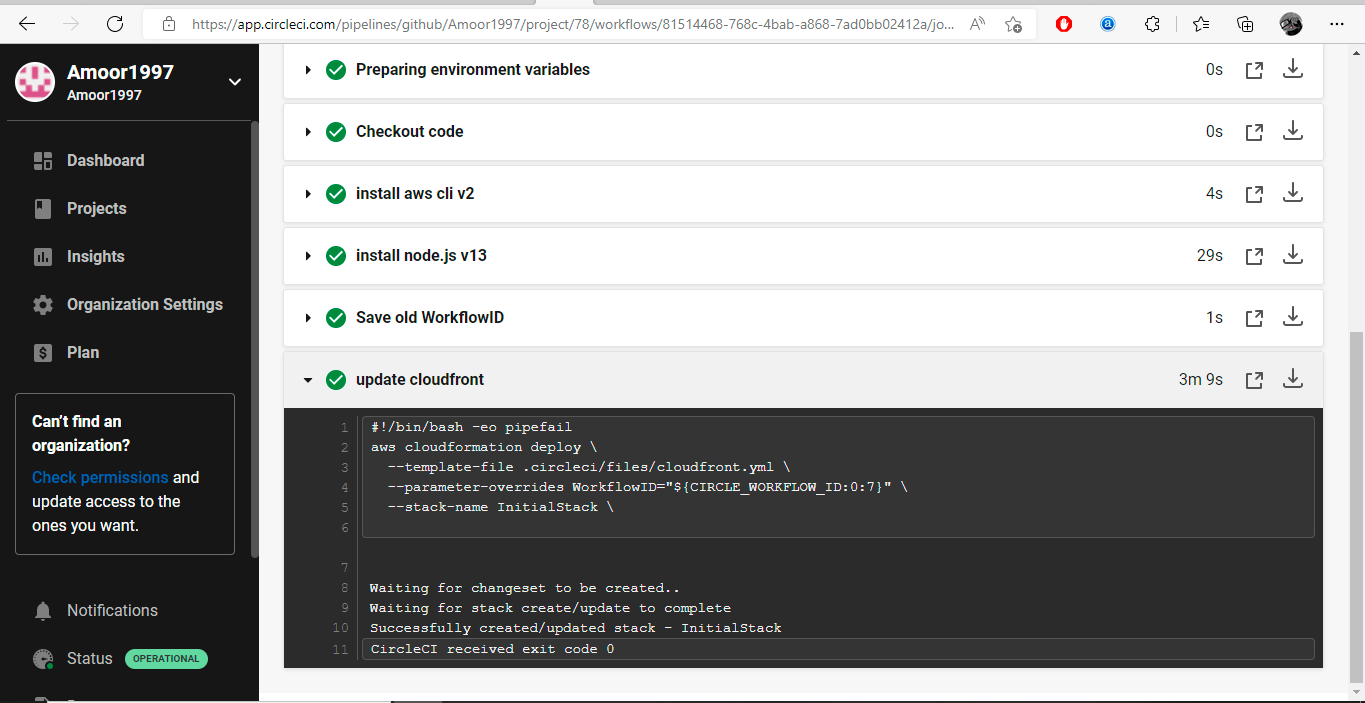 https://app.circleci.com/pipelines/github/Amoor1997/project/78/workflows/81514468-768c-4bab-a868-7ad0bb02412a/jo...
Amoor1997
Amoor1997
Dashboard
Projects
Insights
Organization Settings
Plan
Can't find an
organization?
Check permissions and
update access to the
ones you want.
Notifications
Status OPERATIONAL
Preparing environment variables 0s
Checkout code 0s
install aws cli v2 4s
install node.js v13 29s
Save old WorkflowID 1s
update cloudfront 3m 9s
1 #!/bin/bash -eo pipefail
2 aws cloudformation deploy \
3 --template-file .circleci/files/cloudfront.yml \
4 --parameter-overrides WorkflowID="${CIRCLE_WORKFLOW_ID:0:7}" \
5 --stack-name InitialStack \
6
7
8 Waiting for changeset to be created..
9 Waiting for stack create/update to complete
10 Successfully created/updated stack - InitialStack
11 CircleCI received exit code 0